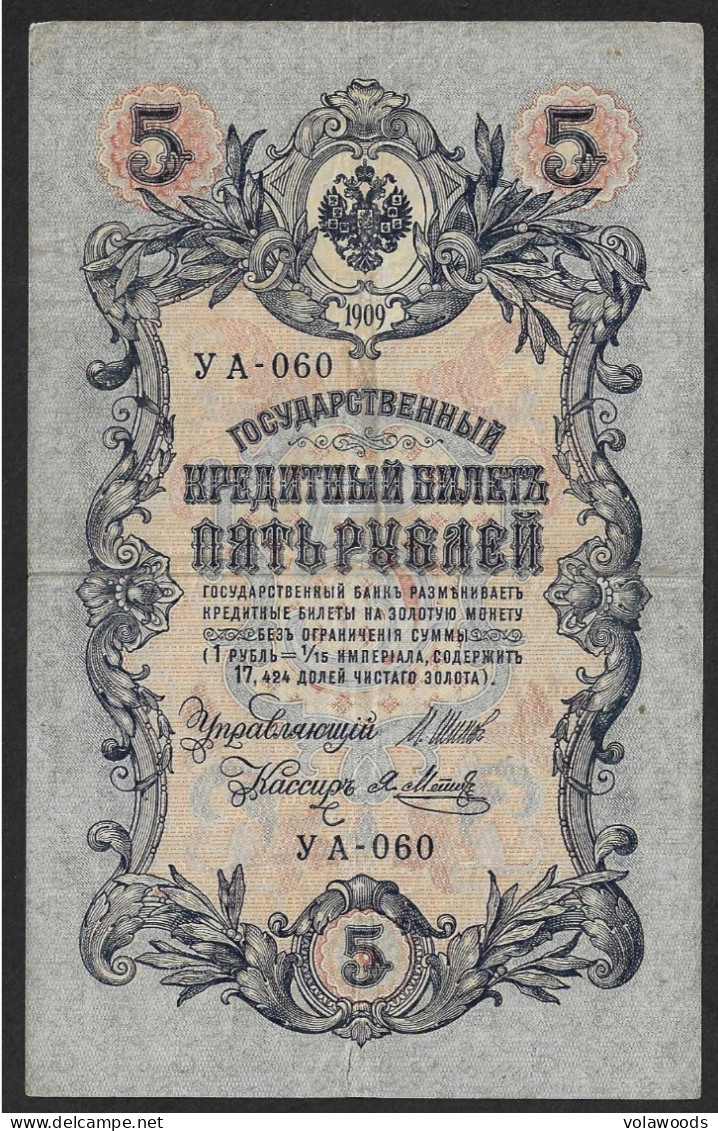 5 5
1909
УА-060
ГОСУДАРСТВЕННЫЙ
КРЕДИТНЫЙ БИЛЕТЪ
ПЯТЬ РУБЛЕЙ
ГОСУДАРСТВЕННЫЙ БАНКЪ РАЗМѢНИВАЕТЪ
КРЕДИТНЫЕ БИЛЕТЫ НА ЗОЛОТУЮ МОНЕТУ
БЕЗЪ ОГРАНИЧЕНІЯ СУММЫ
(1 РУБЛЬ = 1/15 ИМПЕРІАЛА, СОДЕРЖИТЪ
17,424 ДОЛЕЙ ЧИСТАГО ЗОЛОТА).
Управляющій
Кассиръ
УА-060
5
volawoods